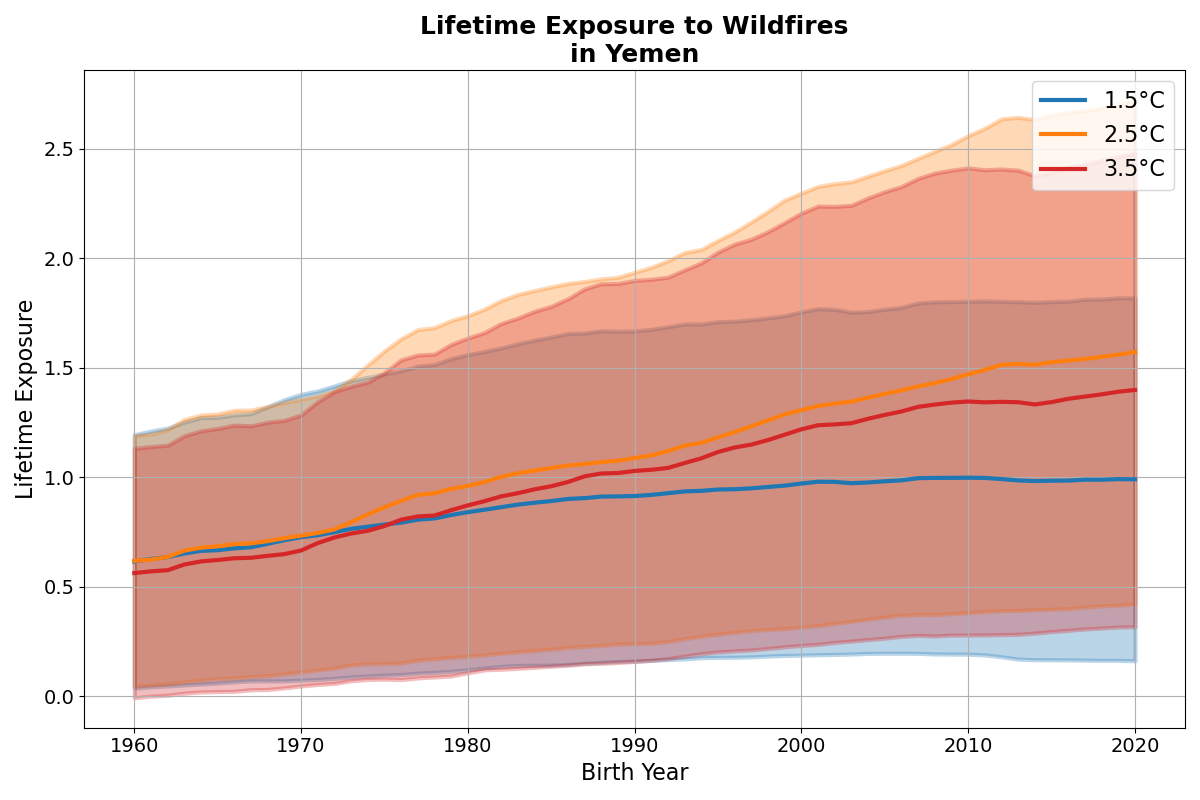 Lifetime Exposure to Wildfires
in Yemen
1.5°C
2.5°C
3.5°C
Lifetime Exposure
2.5
2.0
1.5
1.0
0.5
0.0
1960 1970 1980 1990 2000 2010 2020
Birth Year